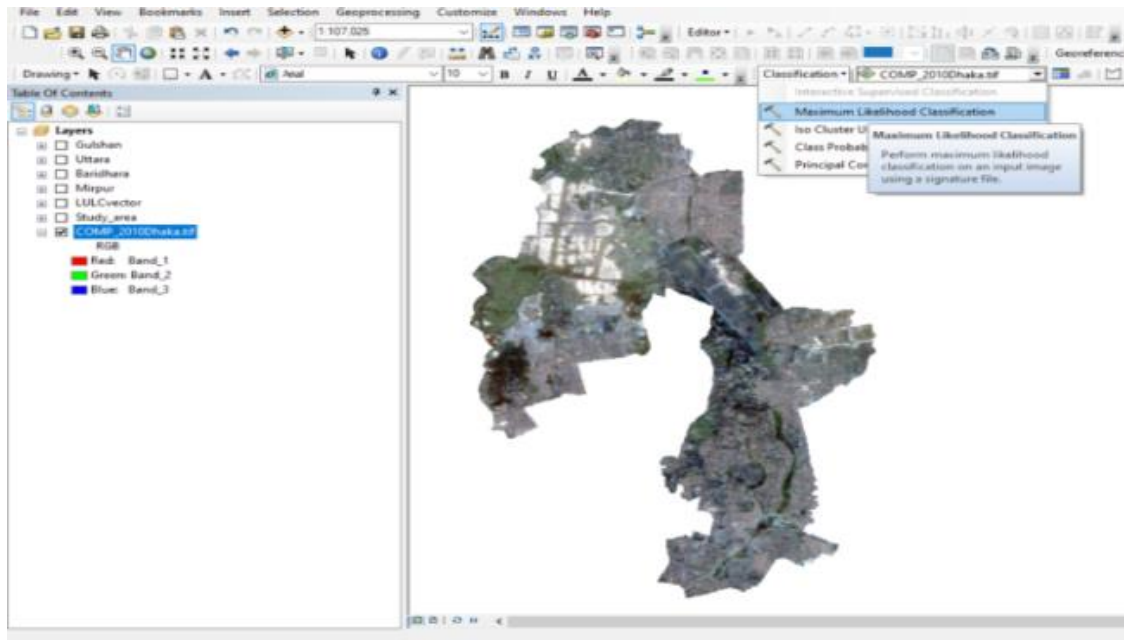 File Edit View Bookmarks Insert Selection Geoprocessing Customize Windows Help
1:107,025
Editor
Georeferenc
Drawing A Arial 10 B I U A
Classification COMP_2010Dhaka.tif
Table Of Contents
Interactive Supervised Classification
Maximum Likelihood Classification
Iso Cluster U
Class Probab
Principal Co
Maximum Likelihood Classification
Perform maximum likelihood
classification on an input image
using a signature file.
Layers
Gulshan
Uttara
Baridhara
Mirpur
LULCvector
Study_area
COMP_2010Dhaka.tif
RGB
Red: Band_1
Green: Band_2
Blue: Band_3